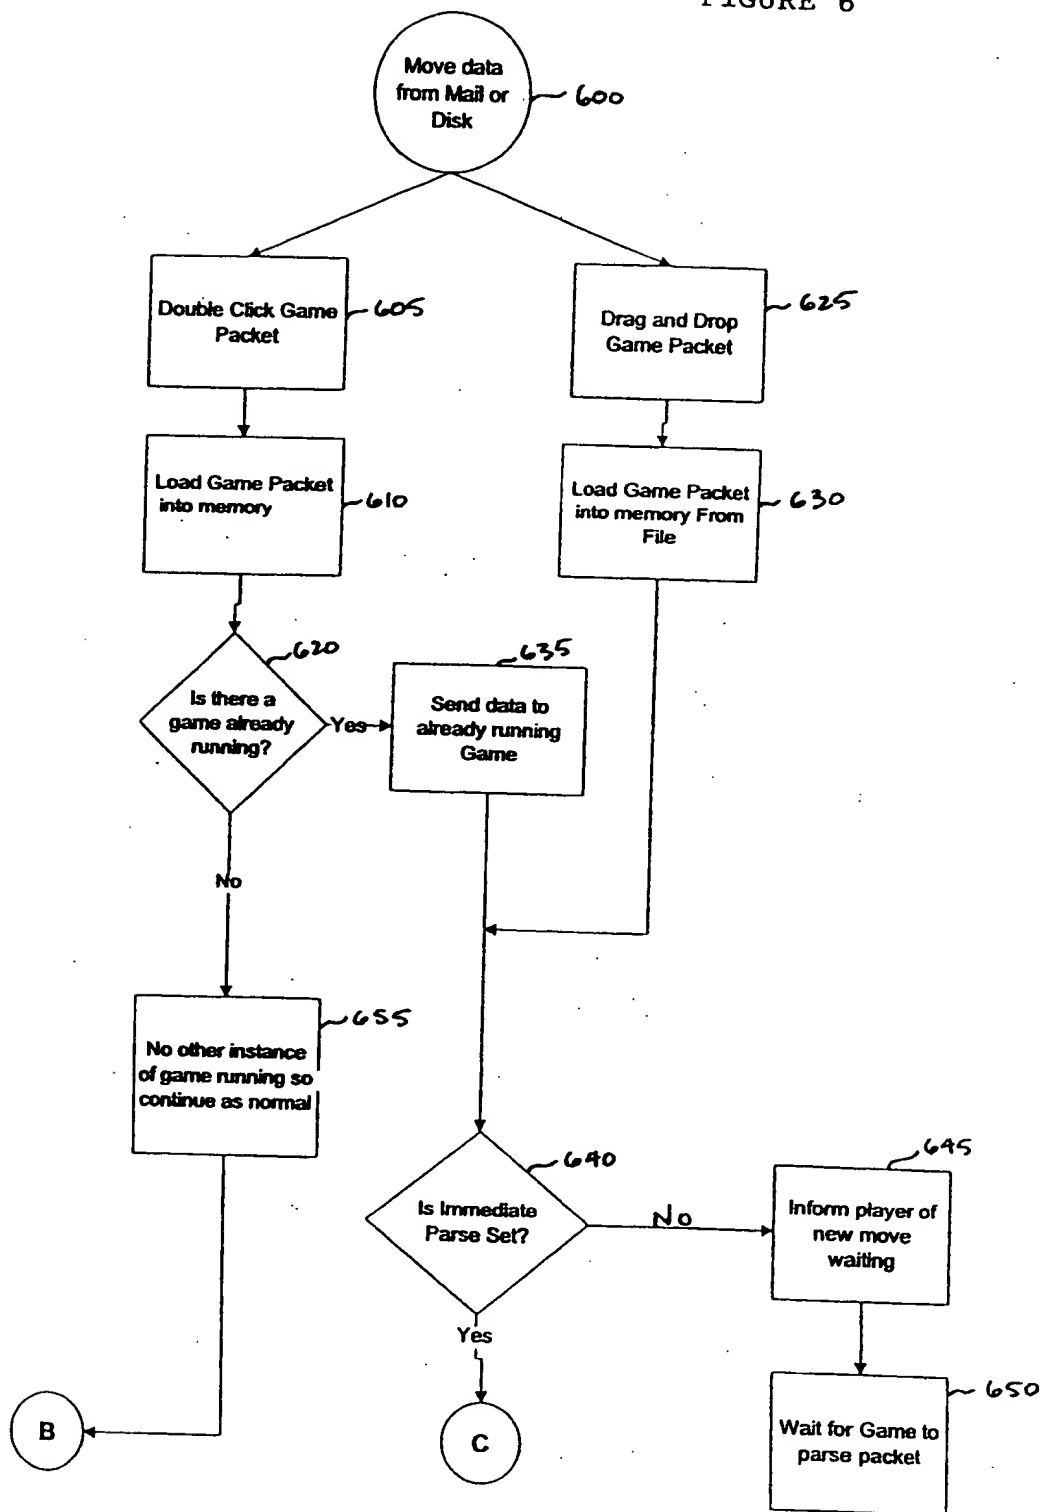 FIGURE 6
Move data
from Mail or
Disk
600
Double Click Game
Packet
605
Drag and Drop
Game Packet
625
Load Game Packet
into memory
610
Load Game Packet
into memory From
File
630
Is there a
game already
running?
620
Yes
Send data to
already running
Game
635
No
No other instance
of game running so
continue as normal
655
Is Immediate
Parse Set?
640
No
Inform player of
new move
waiting
645
Yes
Wait for Game to
parse packet
650
B
C